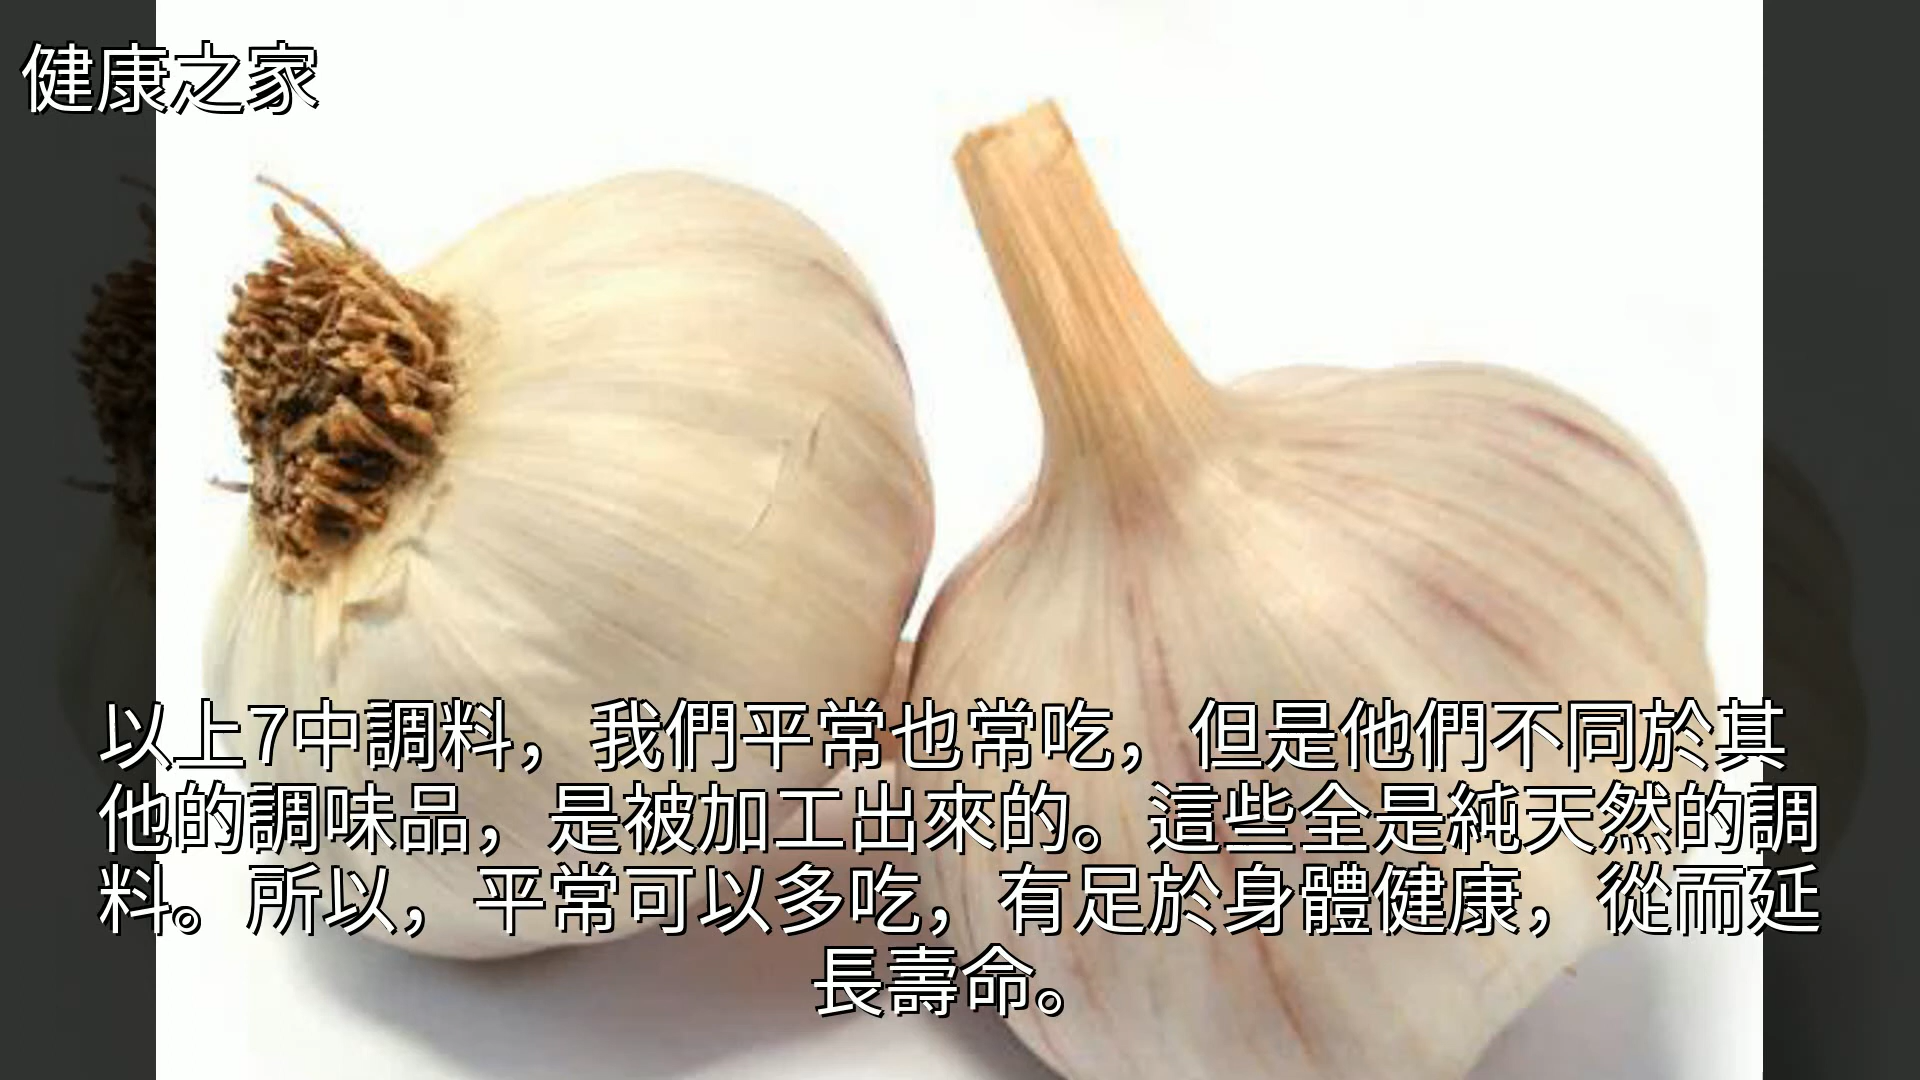 健康之家
以上7中調料，我們平常也常吃，但是他們不同於其
他的調味品，是被加工出來的。這些全是純天然的調
料。所以，平常可以多吃，有足於身體健康，從而延
長壽命。